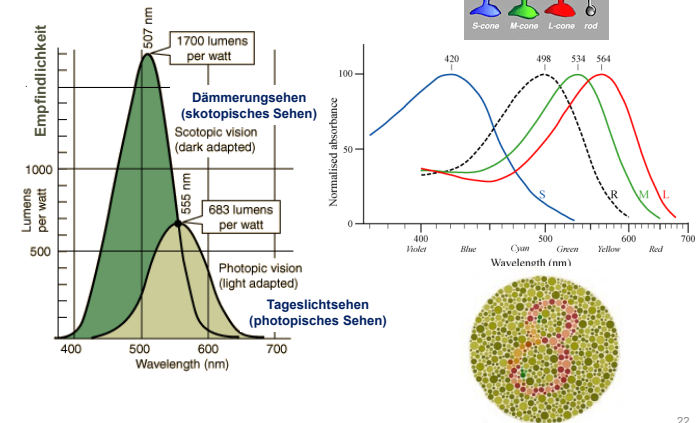 Empfindlichkeit
Lumens
per watt
1000
500
507 nm
1700 lumens
per watt
Dämmerungsehen
(skotopisches Sehen)
Scotopic vision
(dark adapted)
555 nm
683 lumens
per watt
Photopic vision
(light adapted)
Tageslichtsehen
(photopisches Sehen)
400 500 600 700
Wavelength (nm)
S-cone M-cone L-cone rod
Normalised absorbance
100
50
0
420 498 534 564
S R M L
400 500 600 700
Violet Blue Cyan Green Yellow Red
Wavelength (nm)
22